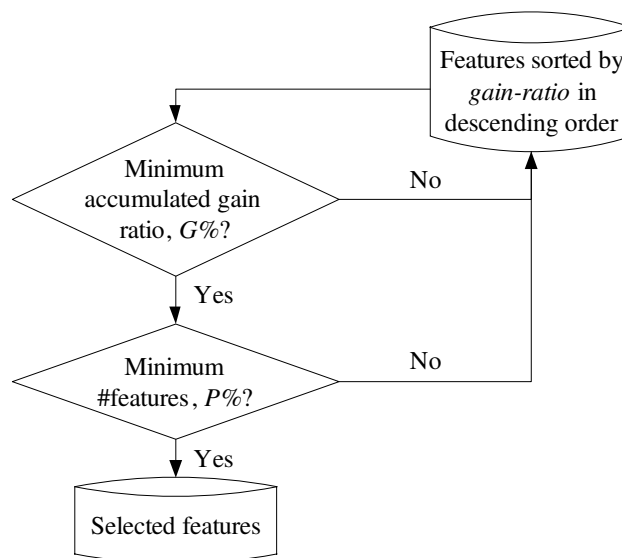 Features sorted by
gain-ratio in
descending order
Minimum
accumulated gain
ratio, G%?
No
Yes
Minimum
#features, P%?
No
Yes
Selected features